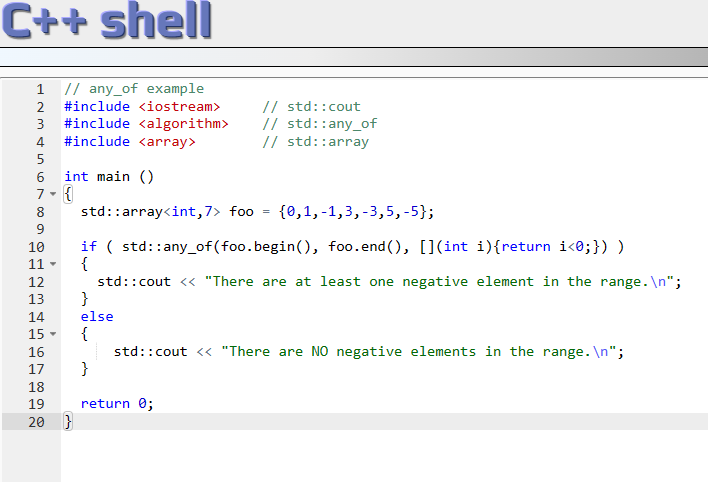 C++ shell
1 // any_of example
2 #include <iostream>     // std::cout
3 #include <algorithm>    // std::any_of
4 #include <array>        // std::array
5
6 int main ()
7 {
8   std::array<int,7> foo = {0,1,-1,3,-3,5,-5};
9
10   if ( std::any_of(foo.begin(), foo.end(), [](int i){return i<0;}) )
11   {
12     std::cout << "There are at least one negative element in the range.\n";
13   }
14   else
15   {
16       std::cout << "There are NO negative elements in the range.\n";
17   }
18
19   return 0;
20 }